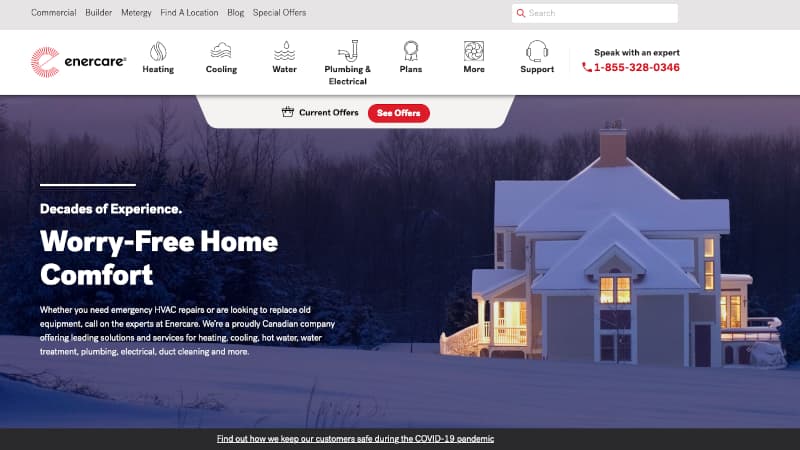 Commercial Builder Metergy Find A Location Blog Special Offers Search
enercare®
Heating Cooling Water Plumbing & Electrical Plans More Support
Speak with an expert
1-855-328-0346
Current Offers See Offers
Decades of Experience.
Worry-Free Home
Comfort
Whether you need emergency HVAC repairs or are looking to replace old
equipment, call on the experts at Enercare. We're a proudly Canadian company
offering leading solutions and services for heating, cooling, hot water, water
treatment, plumbing, electrical, duct cleaning and more.
Find out how we keep our customers safe during the COVID-19 pandemic